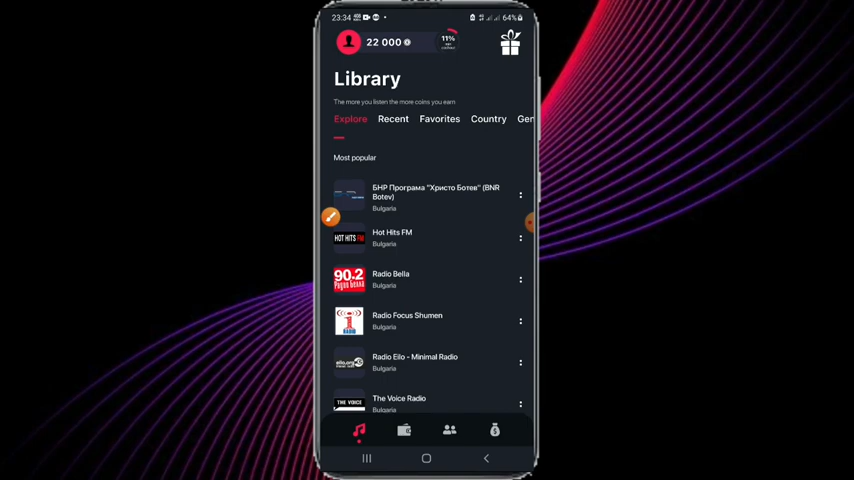 23:34
64%
22 000
11%
Library
The more you listen the more coins you earn
Explore Recent Favorites Country Gen
Most popular
БНР Програма "Христо Ботев" (BNR
Botev)
Bulgaria
HOT HITS FM
Hot Hits FM
Bulgaria
90.2
Радио Белла
Radio Bella
Bulgaria
RADIO
Radio Focus Shumen
Bulgaria
Radio Eilo - Minimal Radio
Bulgaria
THE VOICE
The Voice Radio
Bulgaria